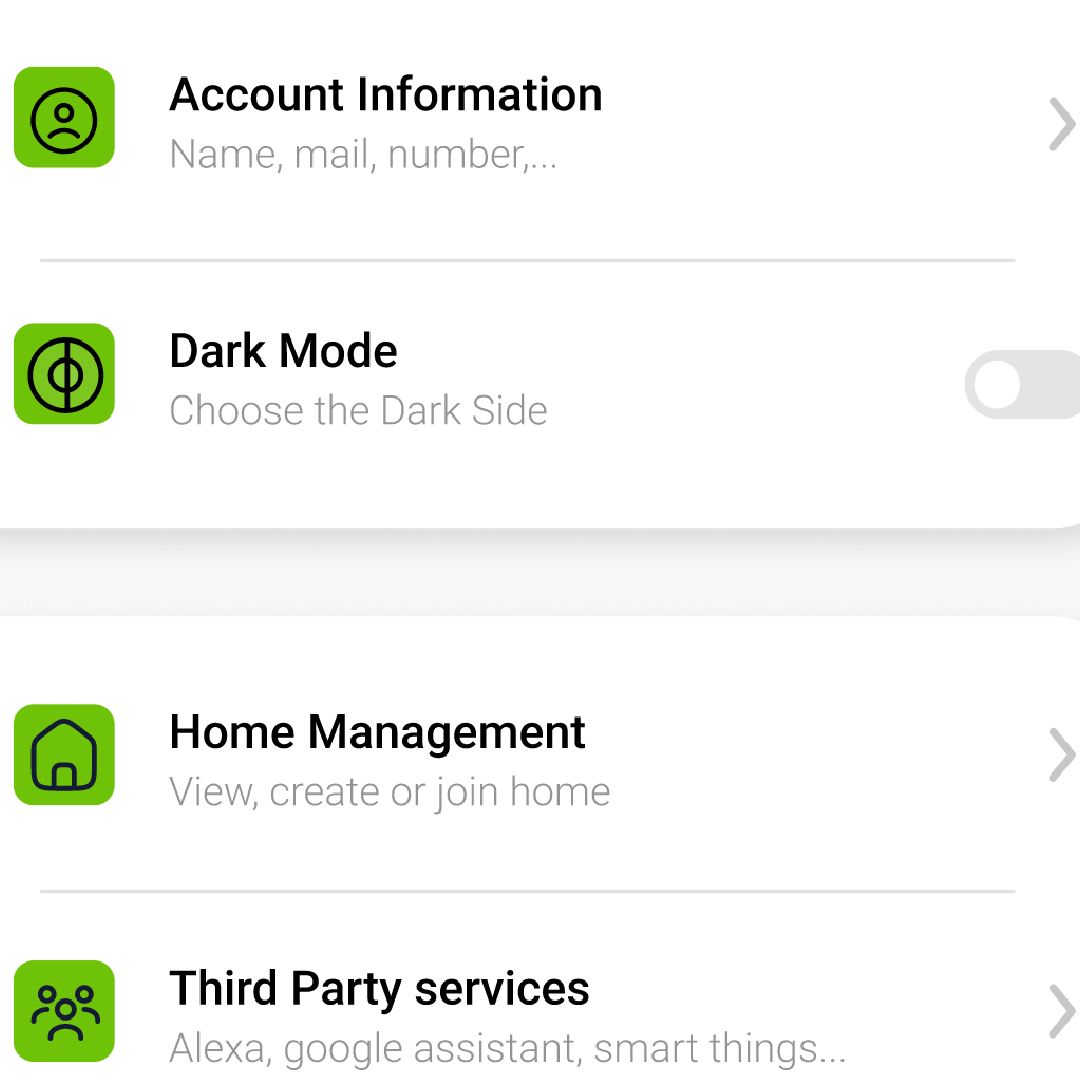 Account Information
Name, mail, number,...
Dark Mode
Choose the Dark Side
Home Management
View, create or join home
Third Party services
Alexa, google assistant, smart things...